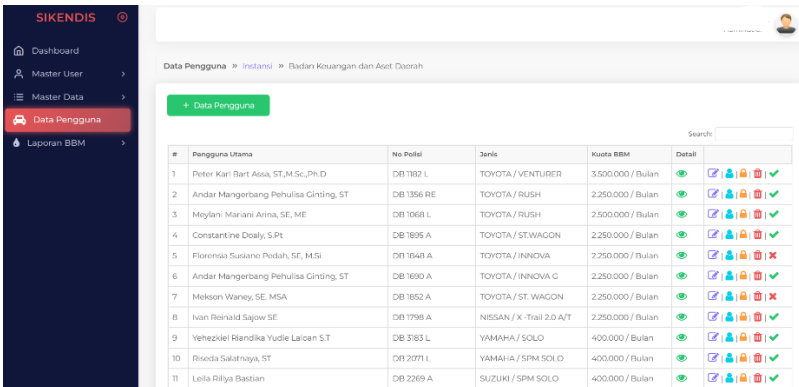 SIKENDIS
Dashboard
Master User
Master Data
Data Pengguna
Laporan BBM
Data Pengguna » Instansi » Badan Keuangan dan Aset Daerah
+ Data Pengguna
Search:
# Pengguna Utama No Polisi Jenis Kuota BBM Detail
1 Peter Karl Bart Assa, ST.,M.Sc.,Ph.D DB 1182 L TOYOTA / VENTURER 3.500.000 / Bulan
2 Andar Mangerbang Pehulisa Ginting, ST DB 1356 RE TOYOTA / RUSH 2.250.000 / Bulan
3 Meylani Mariani Arina, SE, ME DB 1068 L TOYOTA / RUSH 2.500.000 / Bulan
4 Constantine Doaly, S.Pt DB 1895 A TOYOTA / ST.WAGON 2.250.000 / Bulan
5 Florensia Susiane Pedah, SE, M.Si DB 1848 A TOYOTA / INNOVA 2.250.000 / Bulan
6 Andar Mangerbang Pehulisa Ginting, ST DB 1690 A TOYOTA / INNOVA G 2.250.000 / Bulan
7 Mekson Waney, SE, MSA DB 1852 A TOYOTA / ST. WAGON 2.250.000 / Bulan
8 Ivan Reinald Sajow SE DB 1798 A NISSAN / X -Trail 2.0 A/T 2.250.000 / Bulan
9 Yehezkiel Riandika Yudie Laloan S.T DB 3183 L YAMAHA / SOLO 400.000 / Bulan
10 Riseda Salatnaya, ST DB 2071 L YAMAHA / SPM SOLO 400.000 / Bulan
11 Leila Rillya Bastian DB 2269 A SUZUKI / SPM SOLO 400.000 / Bulan